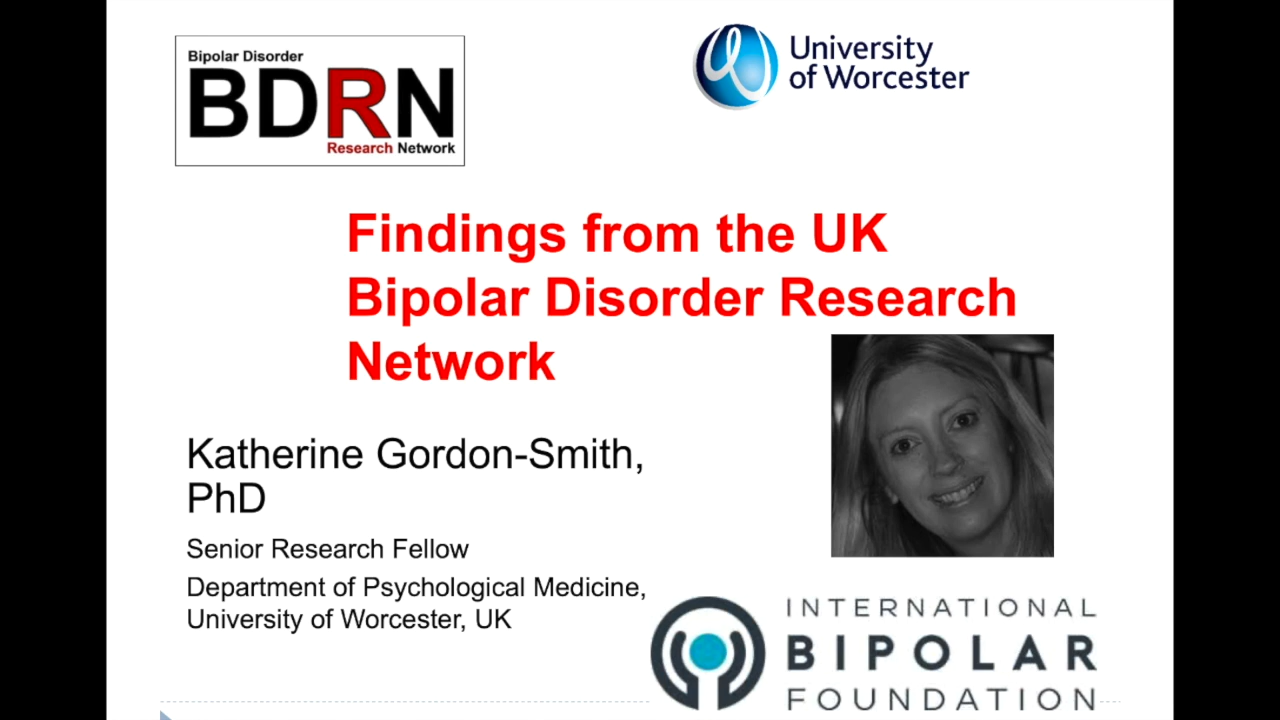 Bipolar Disorder
BDRN
Research Network
University
of Worcester
Findings from the UK
Bipolar Disorder Research
Network
Katherine Gordon-Smith,
PhD
Senior Research Fellow
Department of Psychological Medicine,
University of Worcester, UK
INTERNATIONAL
BIPOLAR
FOUNDATION